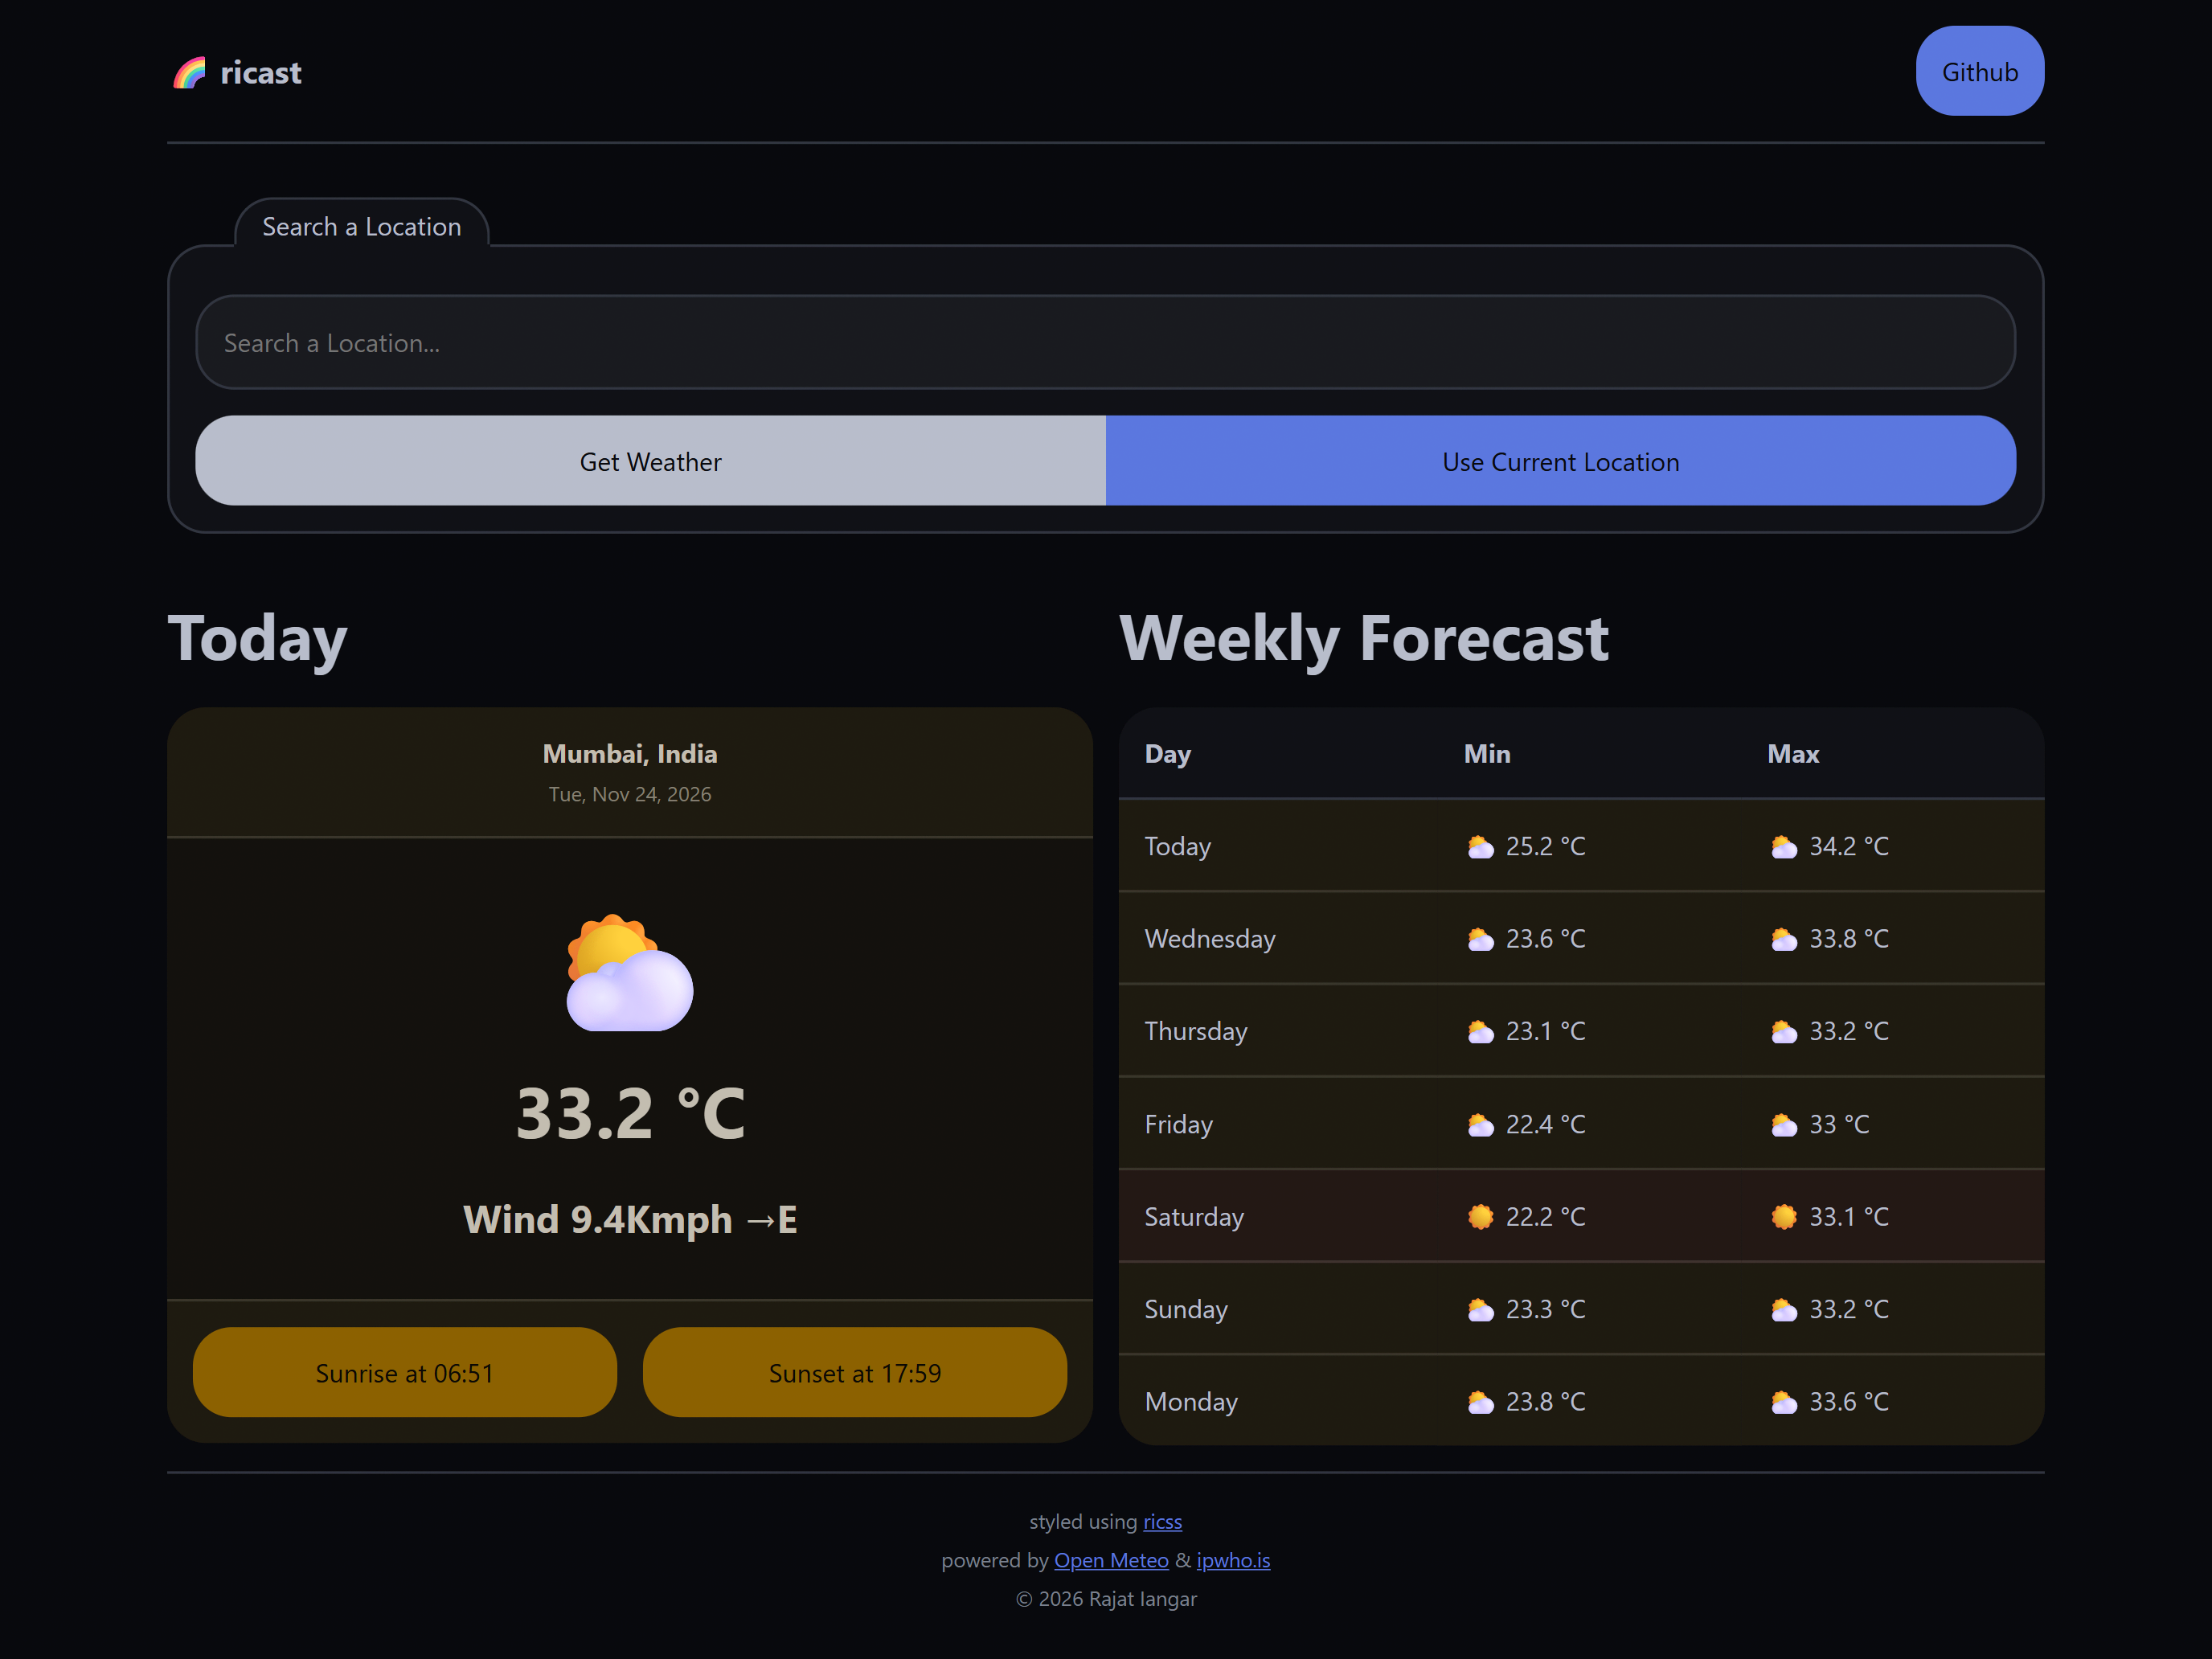 ricast
Github
Search a Location
Search a Location...
Get Weather
Use Current Location
Today
Mumbai, India
Tue, Nov 24, 2026
33.2 °C
Wind 9.4Kmph →E
Sunrise at 06:51
Sunset at 17:59
Weekly Forecast
Day Min Max
Today 25.2 °C 34.2 °C
Wednesday 23.6 °C 33.8 °C
Thursday 23.1 °C 33.2 °C
Friday 22.4 °C 33 °C
Saturday 22.2 °C 33.1 °C
Sunday 23.3 °C 33.2 °C
Monday 23.8 °C 33.6 °C
styled using ricss
powered by Open Meteo & ipwho.is
© 2026 Rajat Iangar